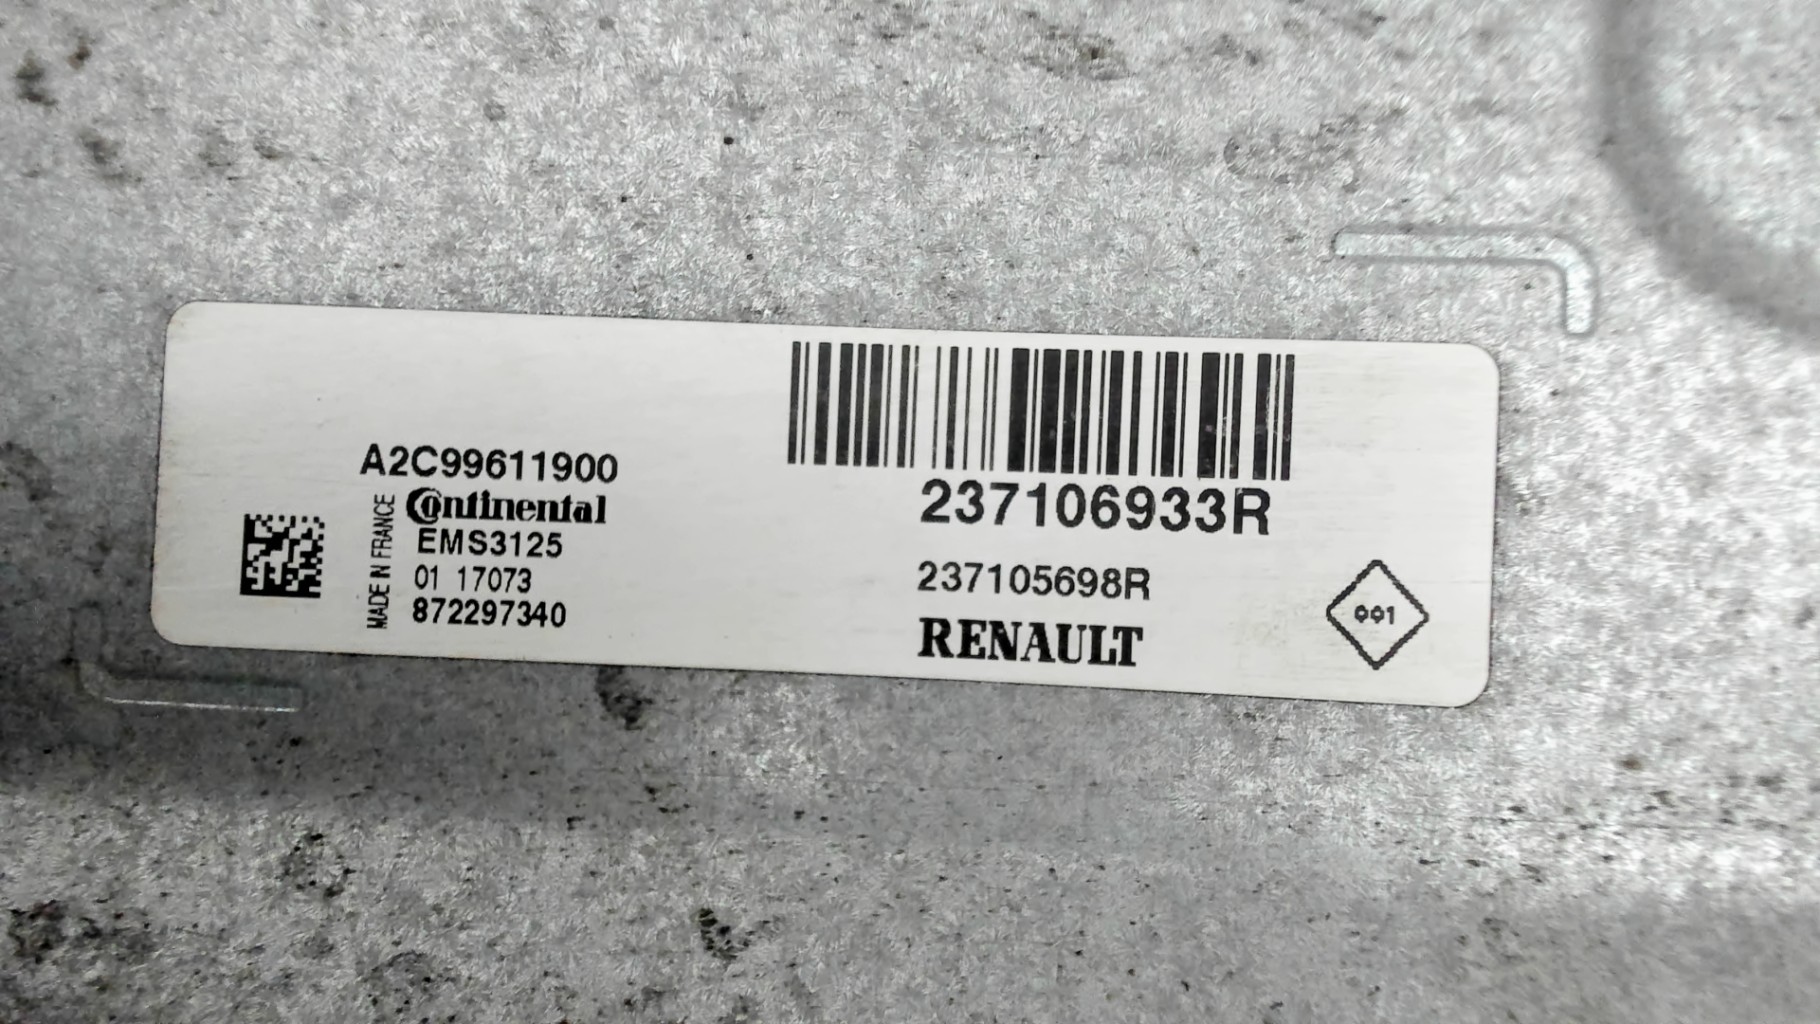 A2C99611900
Continental
EMS3125
01 17073
872297340
MADE IN FRANCE
237106933R
237105698R
RENAULT
001